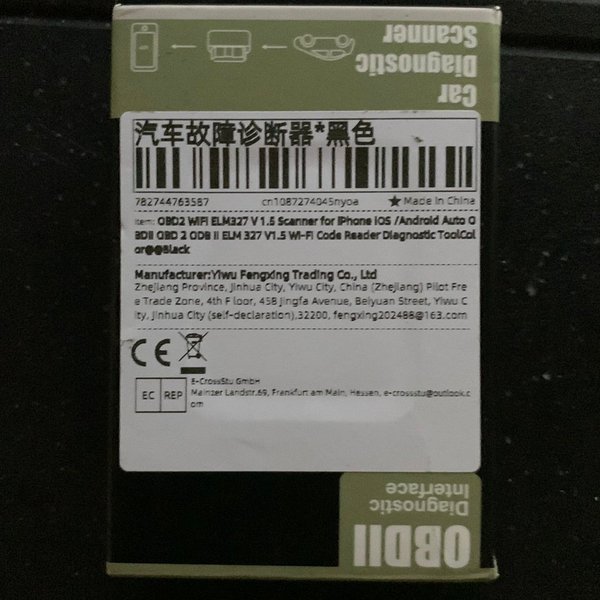 Car
Diagnostic
Scanner
汽车故障诊断器*黑色
782744763587 cn1087274045nyoa ★Made in China
Item: OBD2 WIFI ELM327 V 1.5 Scanner for iPhone IOS /Android Auto O
BDII OBD 2 ODB II ELM 327 V1.5 WI-FI Code Reader Diagnostic ToolCol
or@@Black
Manufacturer:Yiwu Fengxing Trading Co., Ltd
Zhejiang Province, Jinhua City, Yiwu City, China (Zhejiang) Pilot Fre
e Trade Zone, 4th Floor, 458 Jingfa Avenue, Beiyuan Street, Yiwu C
ity, Jinhua City (self-declaration),32200, fengxing202488@163.com
CE
EC REP
E-CrossStu GmbH
Mainzer Landstr.69, Frankfurt am Main, Hessen, e-crossstu@outlook.c
om
OBDII
Diagnostic
Interface